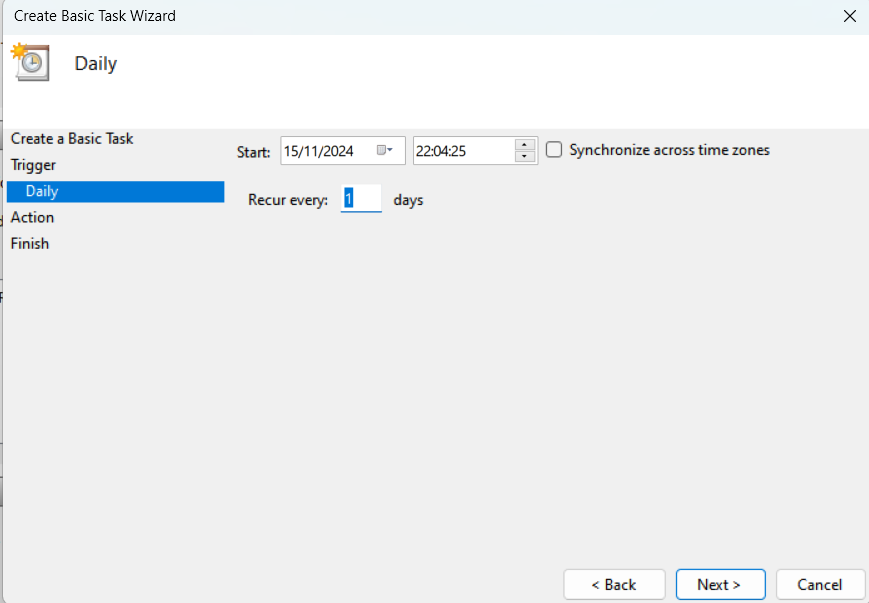 Create Basic Task Wizard
Daily
Create a Basic Task
Trigger
Daily
Action
Finish
Start: 15/11/2024 22:04:25 Synchronize across time zones
Recur every: 1 days
< Back Next > Cancel